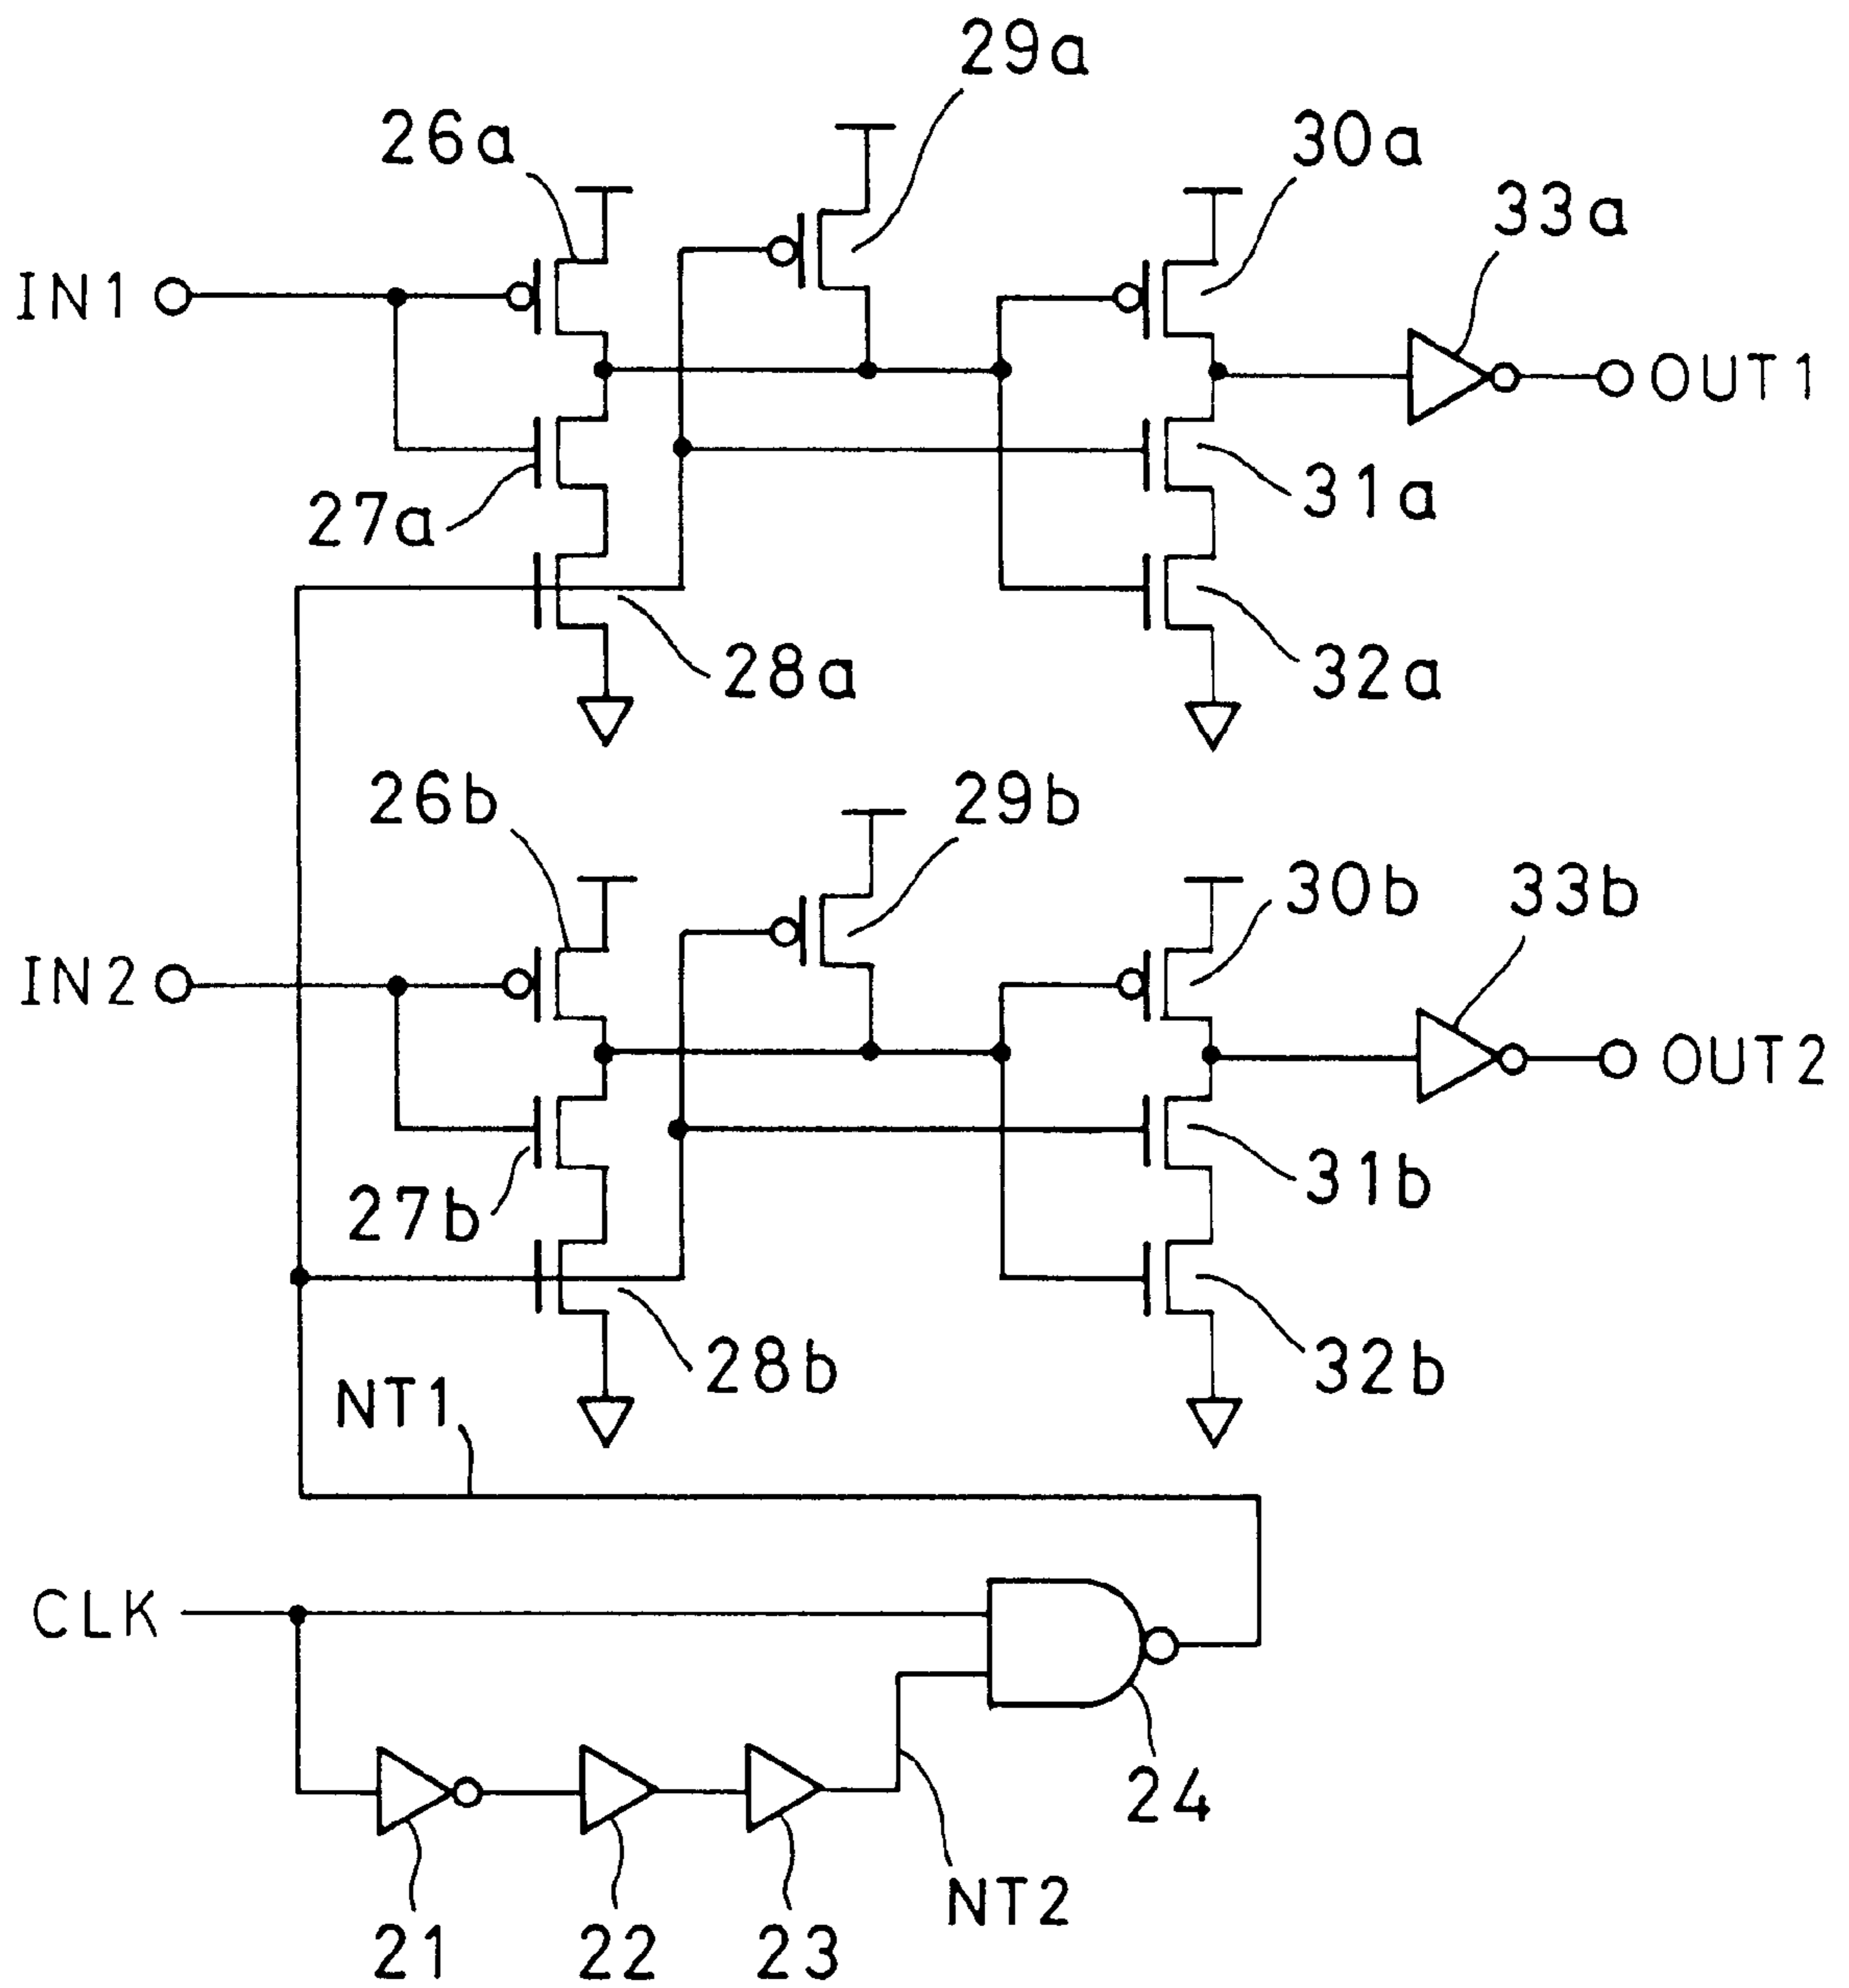 29a
26a
30a
33a
IN1
OUT1
27a
31a
28a
32a
26b
29b
30b
33b
IN2
OUT2
27b
31b
28b
32b
NT1
CLK
24
NT2
21
22
23